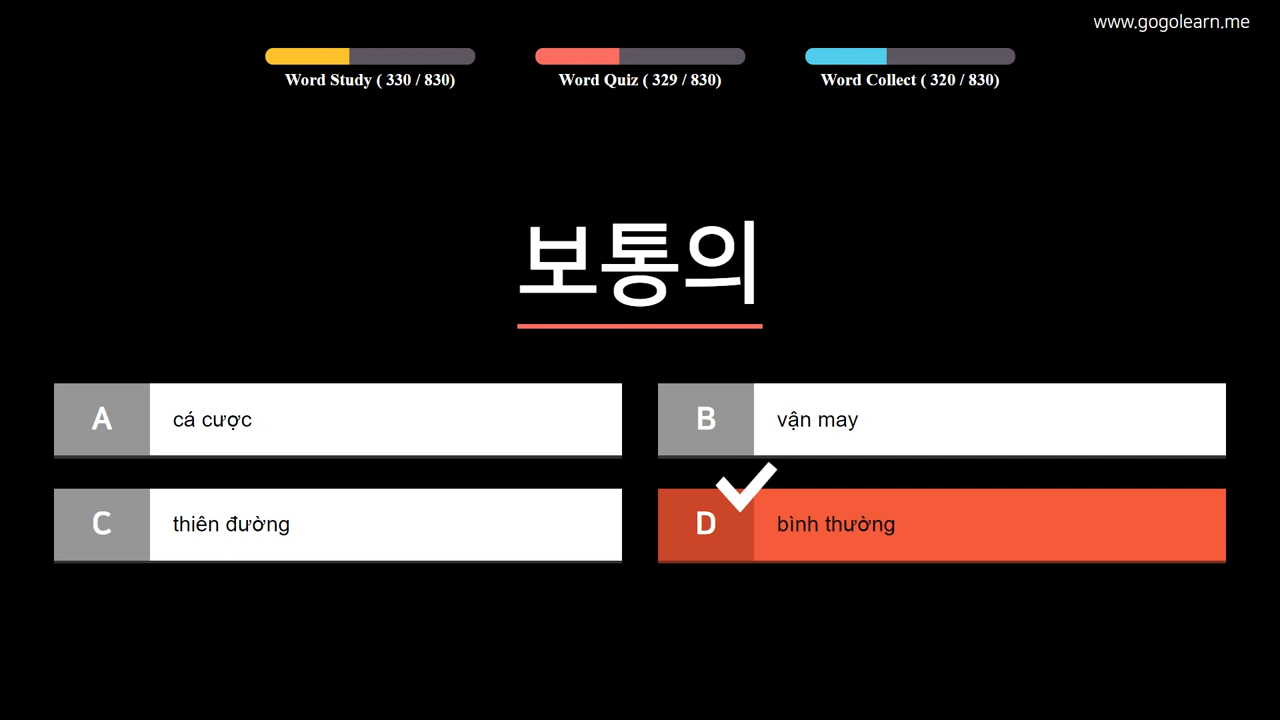 www.gogolearn.me
Word Study ( 330 / 830) Word Quiz ( 329 / 830) Word Collect ( 320 / 830)
보통의
A cá cược
B vận may
C thiên đường
D bình thường